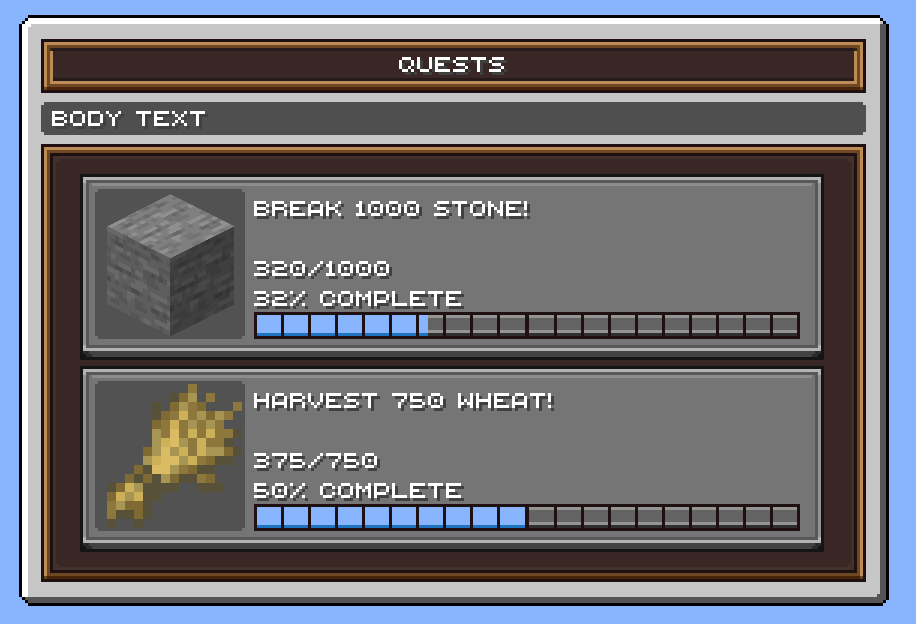 QUESTS
BODY TEXT
BREAK 1000 STONE!
320/1000
32% COMPLETE
HARVEST 750 WHEAT!
375/750
50% COMPLETE